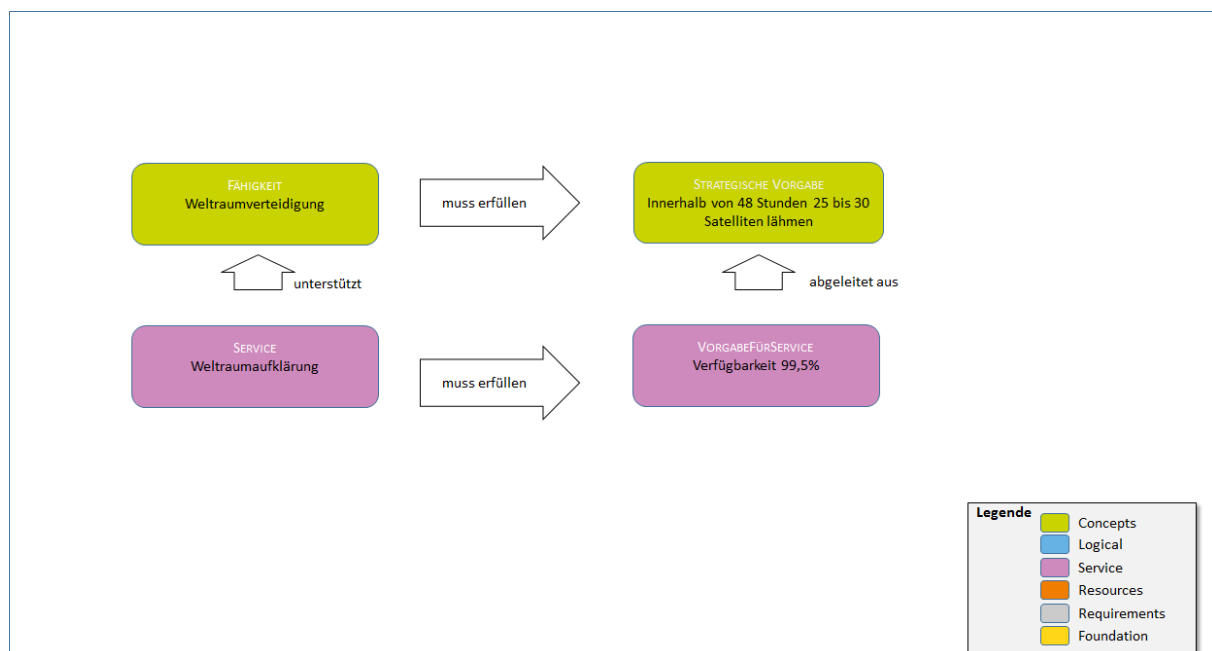 FÄHIGKEIT
Weltraumverteidigung
muss erfüllen
STRATEGISCHE VORGABE
Innerhalb von 48 Stunden 25 bis 30
Satelliten lähmen
unterstützt
abgeleitet aus
SERVICE
Weltraumaufklärung
muss erfüllen
VORGABEFÜRSERVICE
Verfügbarkeit 99,5%
Legende
Concepts
Logical
Service
Resources
Requirements
Foundation